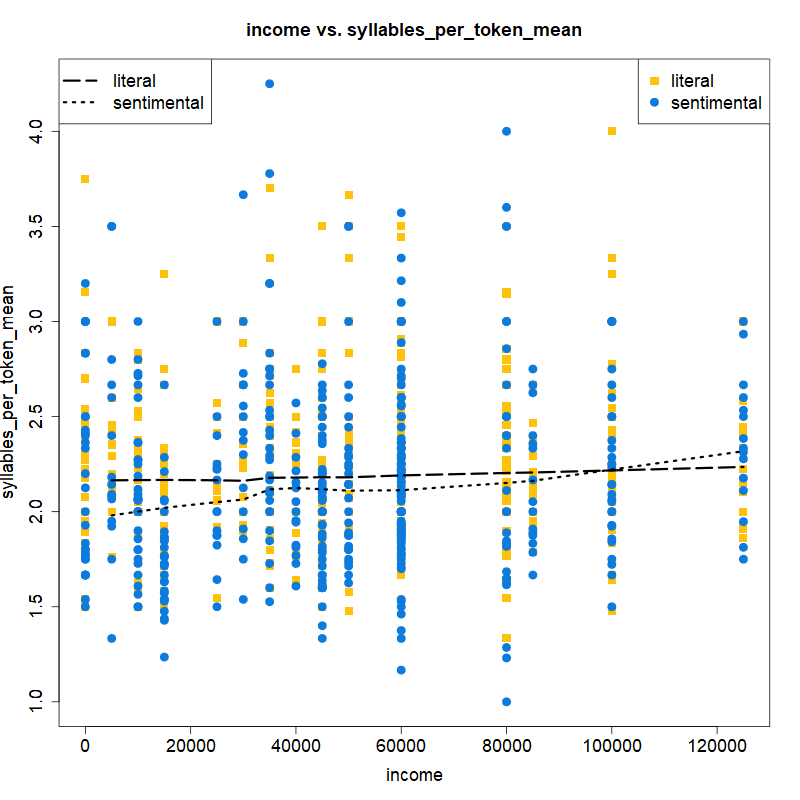 income vs. syllables_per_token_mean
literal
sentimental
literal
sentimental
syllables_per_token_mean
4.0
3.5
3.0
2.5
2.0
1.5
1.0
0 20000 40000 60000 80000 100000 120000
income